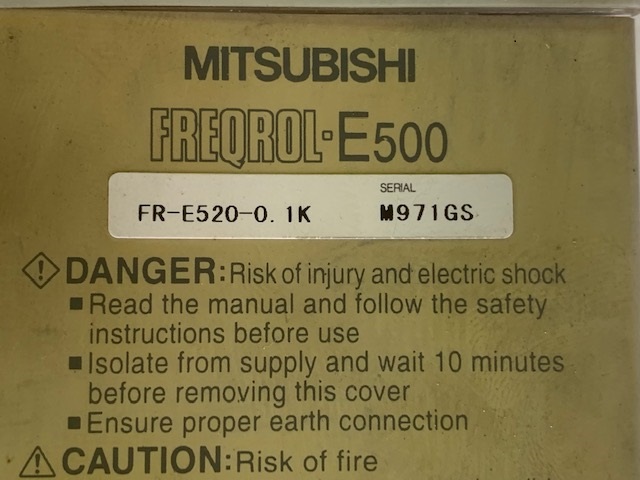 MITSUBISHI
FREQROL-E500
SERIAL
FR-E520-0.1K M971GS
DANGER:Risk of injury and electric shock
■Read the manual and follow the safety
instructions before use
■Isolate from supply and wait 10 minutes
before removing this cover
■Ensure proper earth connection
CAUTION:Risk of fire